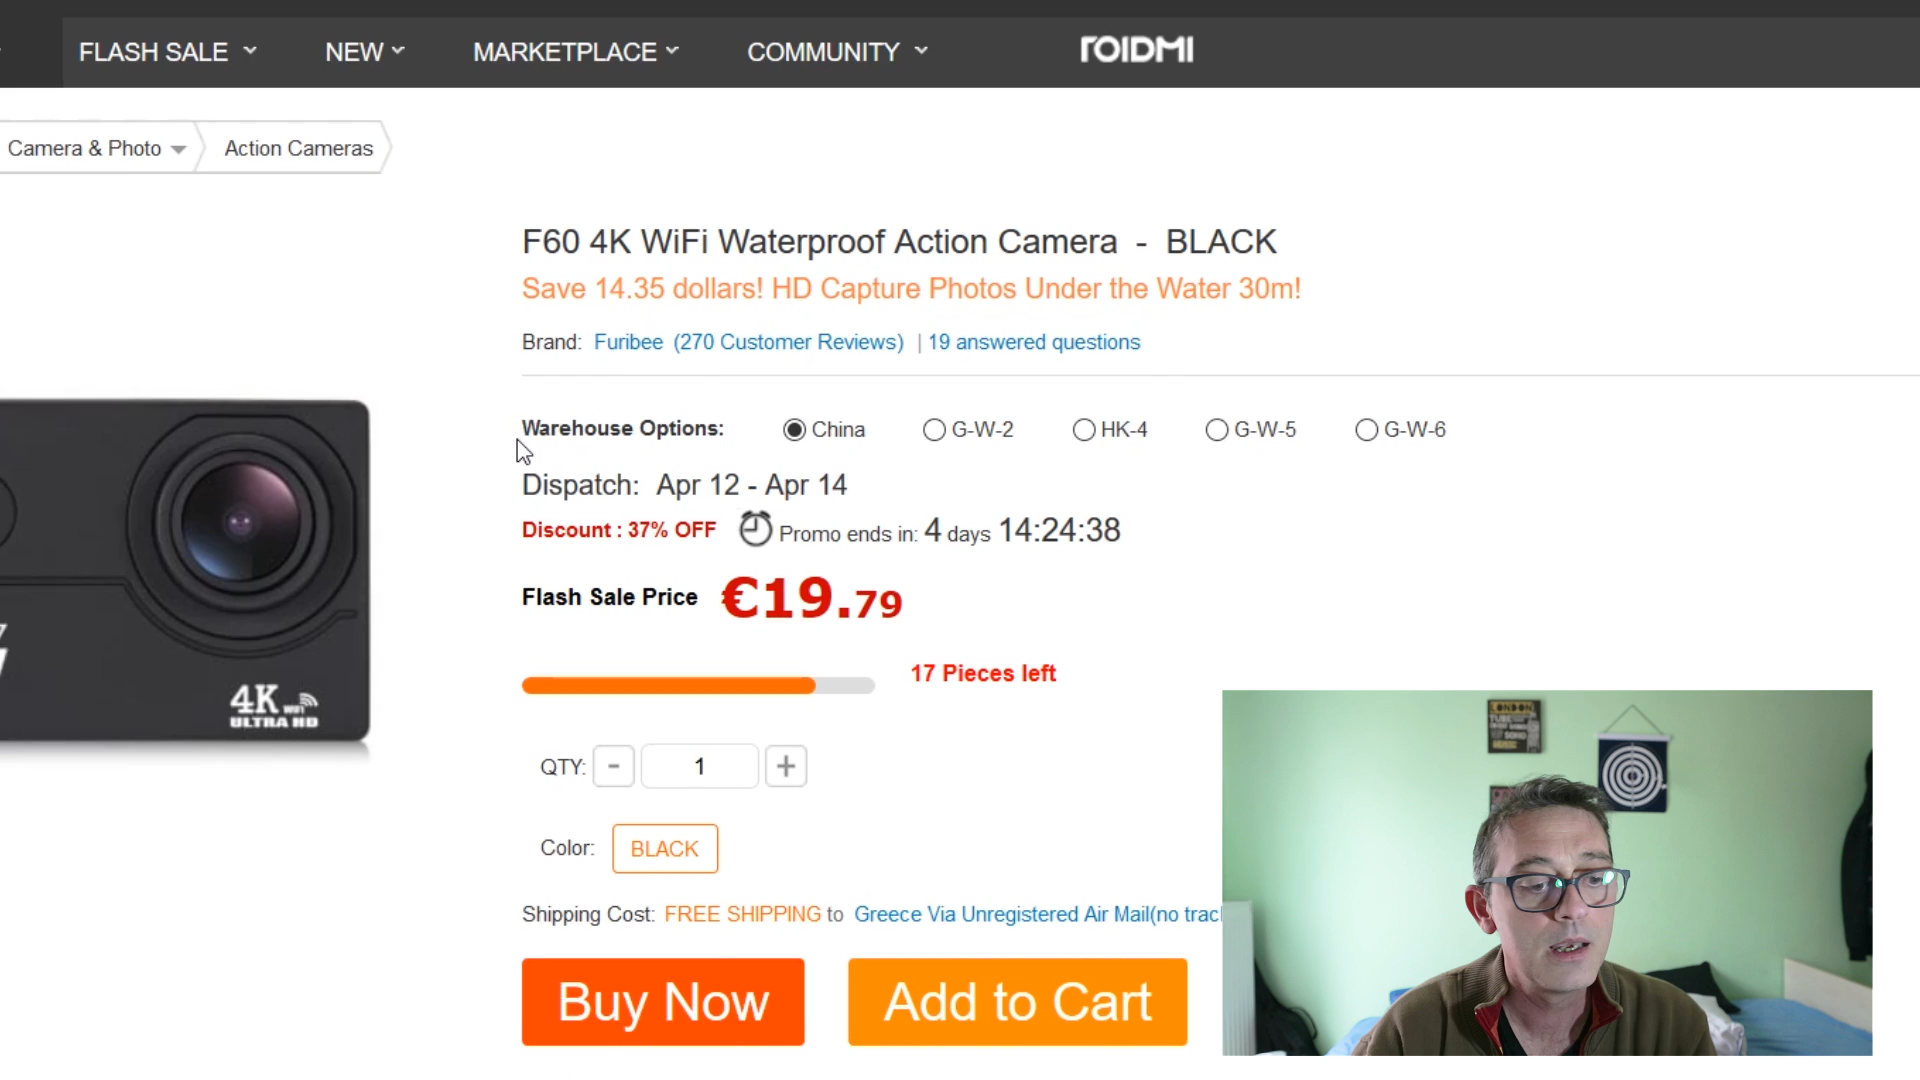 FLASH SALE NEW MARKETPLACE COMMUNITY ROIDMI
Camera & Photo Action Cameras
F60 4K WiFi Waterproof Action Camera - BLACK
Save 14.35 dollars! HD Capture Photos Under the Water 30m!
Brand: Furibee (270 Customer Reviews) | 19 answered questions
Warehouse Options: China G-W-2 HK-4 G-W-5 G-W-6
Dispatch: Apr 12 - Apr 14
Discount : 37% OFF Promo ends in: 4 days 14:24:38
Flash Sale Price €19.79
17 Pieces left
4K WIFI
ULTRA HD
QTY: - 1 +
Color: BLACK
Shipping Cost: FREE SHIPPING to Greece Via Unregistered Air Mail(no
Buy Now Add to Cart
LONDON